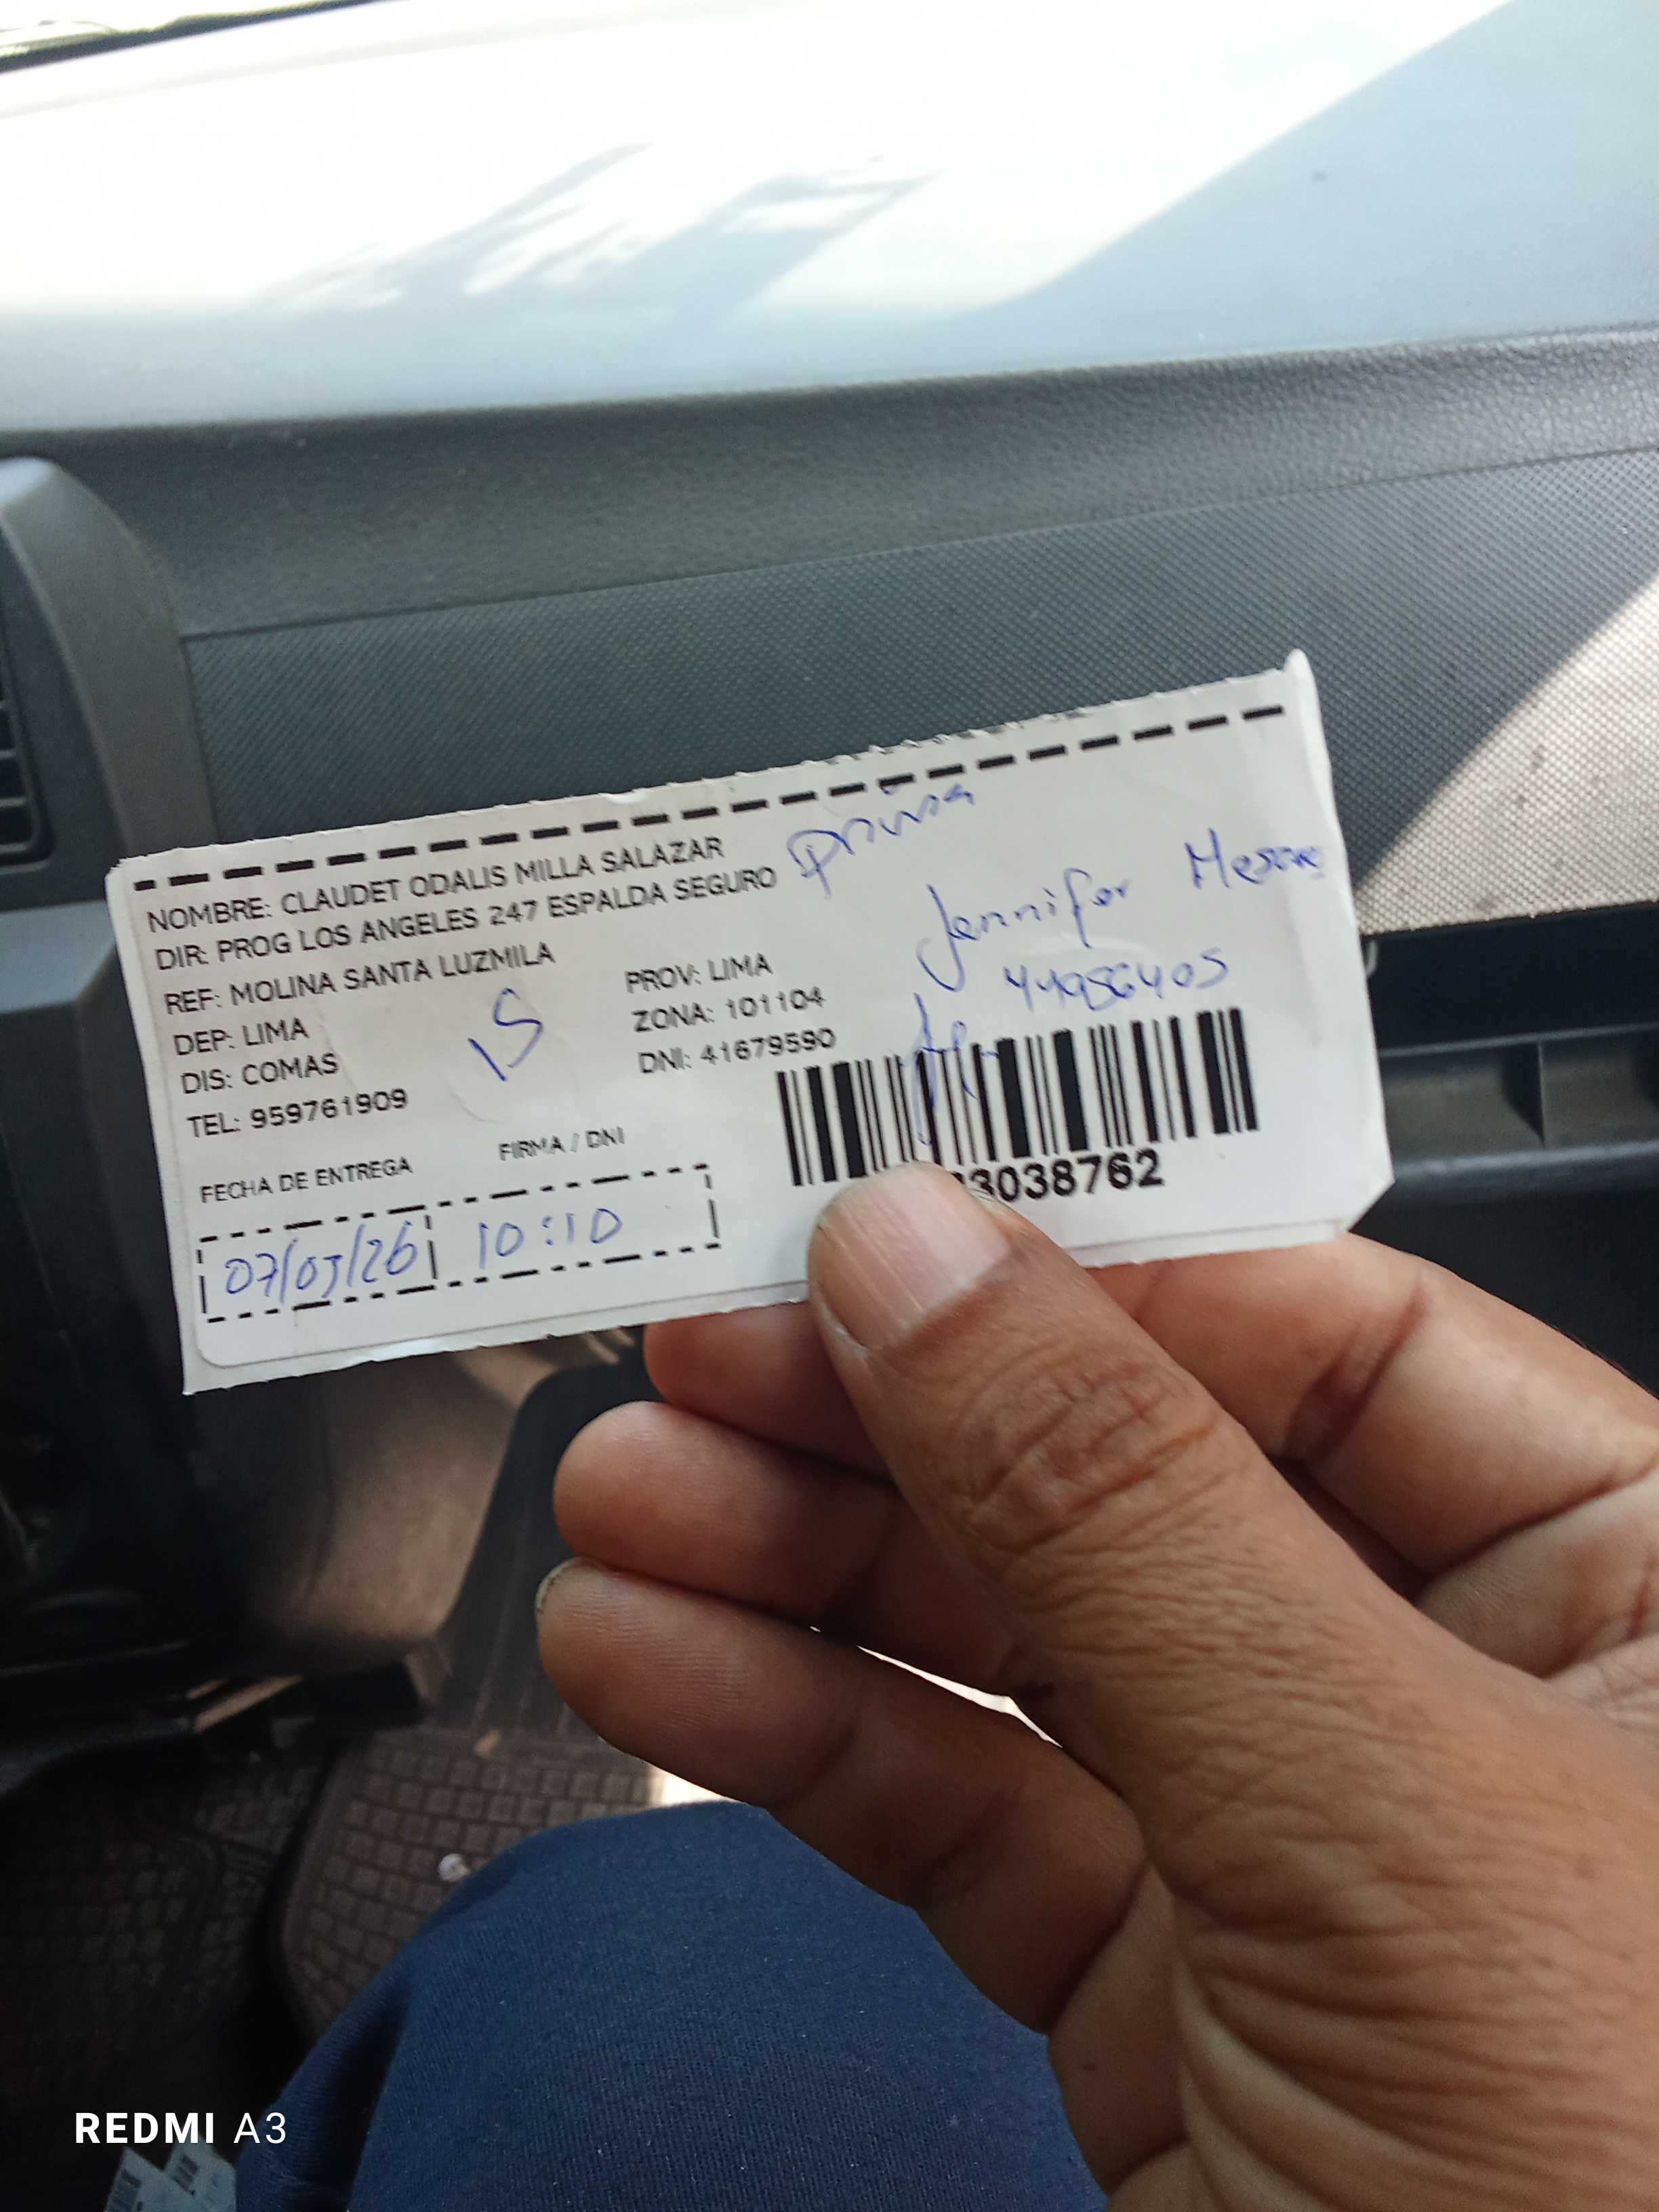 NOMBRE: CLAUDET ODALIS MILLA SALAZAR
DIR: PROG LOS ANGELES 247 ESPALDA SEGURO
REF: MOLINA SANTA LUZMILA
DEP: LIMA
PROV: LIMA
DIS: COMAS
ZONA: 101104
TEL: 959761909
DNI: 41679590
prima
Jennifer
44986405
15
FECHA DE ENTREGA
FIRMA / DNI
07/03/26
10:10
3038762
REDMI A3